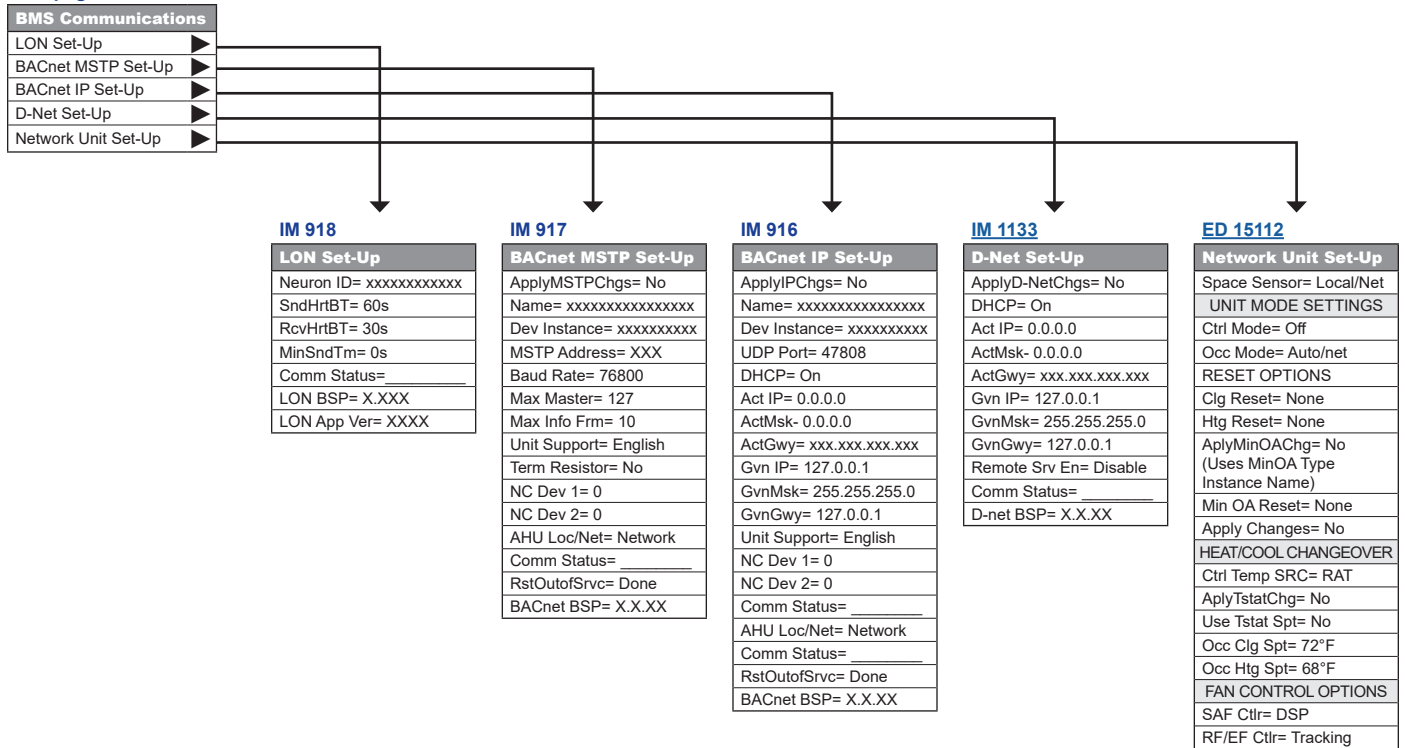 BMS Communications
LON Set-Up
BACnet MSTP Set-Up
BACnet IP Set-Up
D-Net Set-Up
Network Unit Set-Up
IM 918
LON Set-Up
Neuron ID= xxxxxxxxxxxx
SndHrtBT= 60s
RcvHrtBT= 30s
MinSndTm= 0s
Comm Status=_________
LON BSP= X.XXX
LON App Ver= XXXX
IM 917
BACnet MSTP Set-Up
ApplyMSTPChgs= No
Name= xxxxxxxxxxxxxxxx
Dev Instance= xxxxxxxxxx
MSTP Address= XXX
Baud Rate= 76800
Max Master= 127
Max Info Frm= 10
Unit Support= English
Term Resistor= No
NC Dev 1= 0
NC Dev 2= 0
AHU Loc/Net= Network
Comm Status= ________
RstOutofSrvc= Done
BACnet BSP= X.X.XX
IM 916
BACnet IP Set-Up
ApplyIPChgs= No
Name= xxxxxxxxxxxxxxxx
Dev Instance= xxxxxxxxxx
UDP Port= 47808
DHCP= On
Act IP= 0.0.0.0
ActMsk- 0.0.0.0
ActGwy= xxx.xxx.xxx.xxx
Gvn IP= 127.0.0.1
GvnMsk= 255.255.255.0
GvnGwy= 127.0.0.1
Unit Support= English
NC Dev 1= 0
NC Dev 2= 0
Comm Status= ________
AHU Loc/Net= Network
Comm Status= ________
RstOutofSrvc= Done
BACnet BSP= X.X.XX
IM 1133
D-Net Set-Up
ApplyD-NetChgs= No
DHCP= On
Act IP= 0.0.0.0
ActMsk- 0.0.0.0
ActGwy= xxx.xxx.xxx.xxx
Gvn IP= 127.0.0.1
GvnMsk= 255.255.255.0
GvnGwy= 127.0.0.1
Remote Srv En= Disable
Comm Status= ________
D-net BSP= X.X.XX
ED 15112
Network Unit Set-Up
Space Sensor= Local/Net
UNIT MODE SETTINGS
Ctrl Mode= Off
Occ Mode= Auto/net
RESET OPTIONS
Clg Reset= None
Htg Reset= None
AplyMinOAChg= No
(Uses MinOA Type
Instance Name)
Min OA Reset= None
Apply Changes= No
HEAT/COOL CHANGEOVER
Ctrl Temp SRC= RAT
AplyTstatChg= No
Use Tstat Spt= No
Occ Clg Spt= 72°F
Occ Htg Spt= 68°F
FAN CONTROL OPTIONS
SAF Ctlr= DSP
RF/EF Ctlr= Tracking